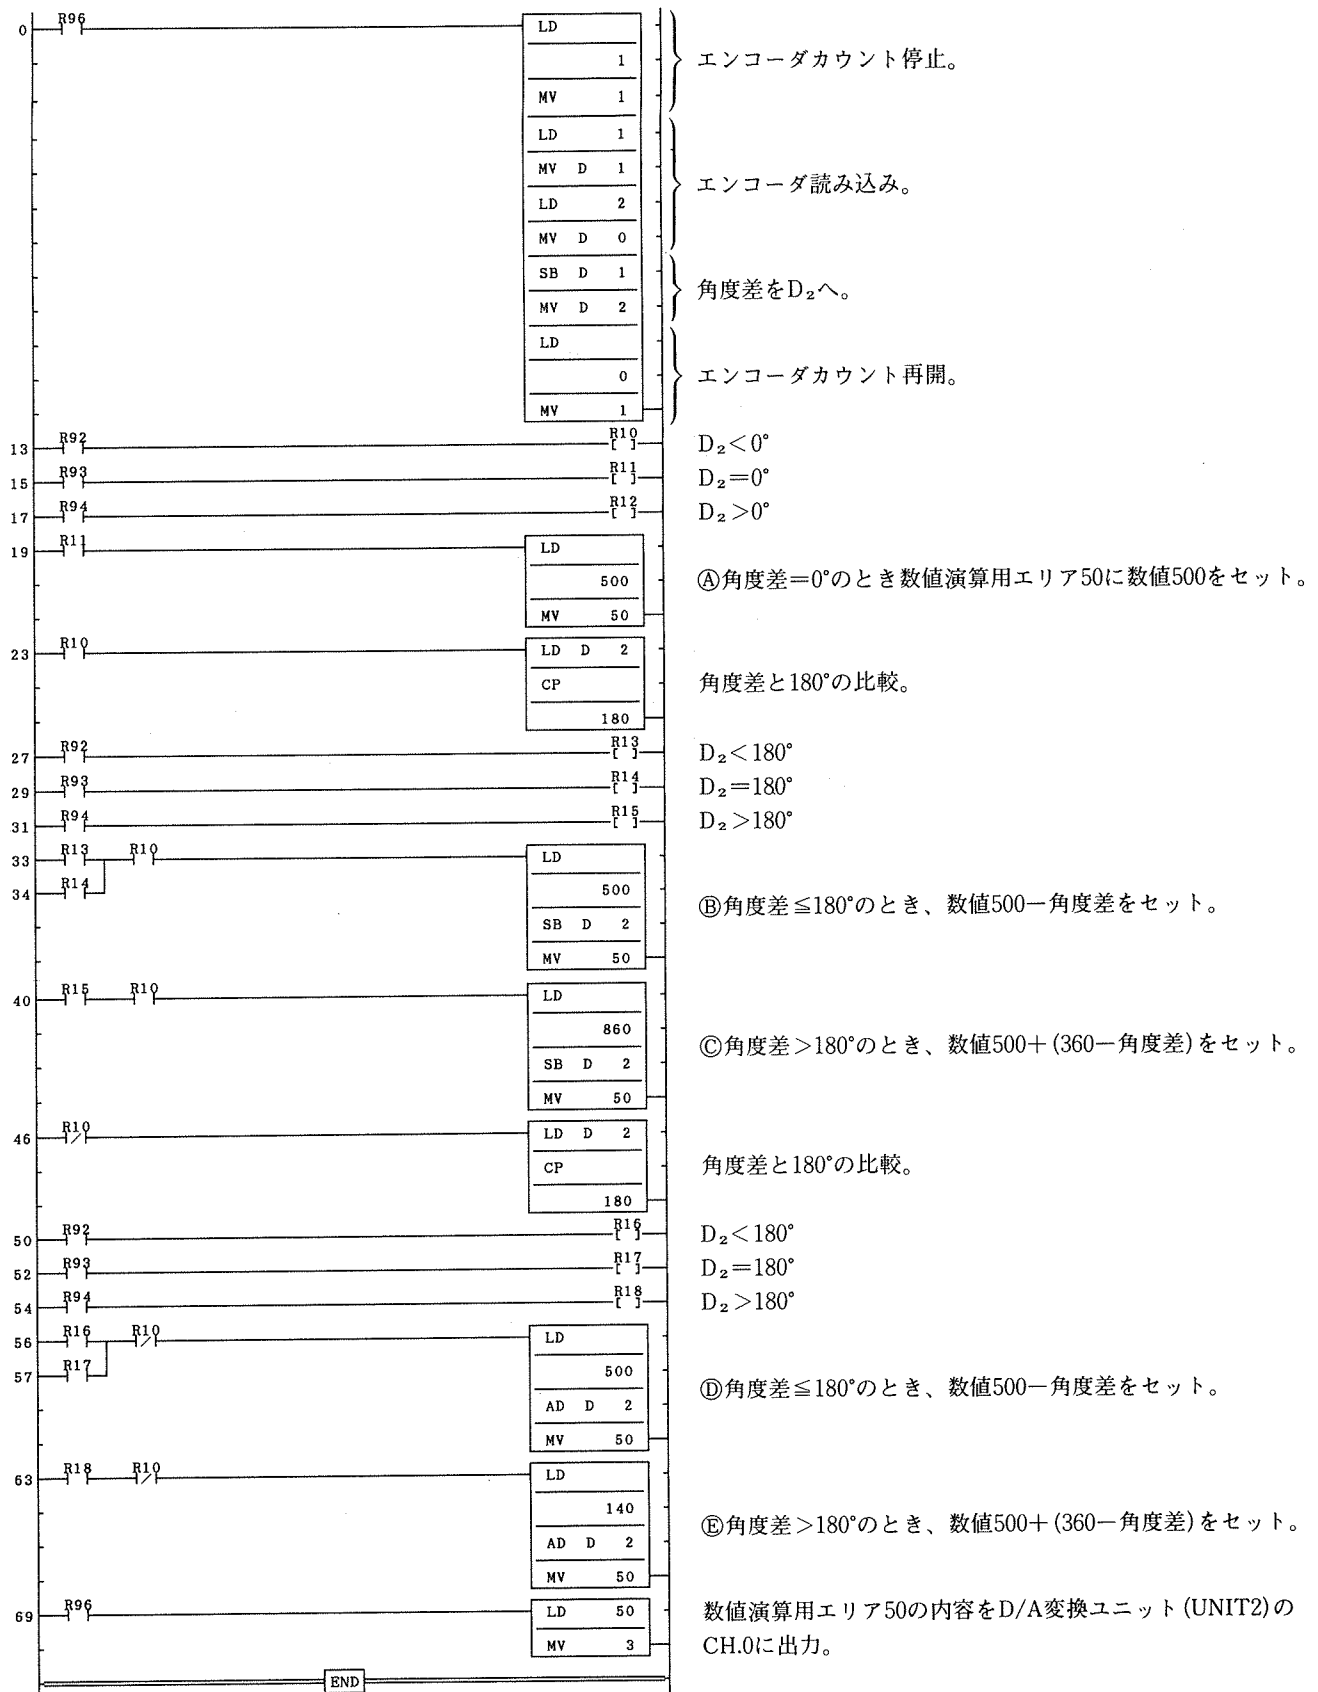 0 R96 LD
1 エンコーダカウント停止。
MV 1
LD 1
MV D 1
エンコーダ読み込み。
LD 2
MV D 0
SB D 1
角度差をD₂へ。
MV D 2
LD
0 エンコーダカウント再開。
MV 1
13 R92 R10 D₂<0°
15 R93 R11 D₂=0°
17 R94 R12 D₂>0°
19 R11 LD
500 Ⓐ角度差=0°のとき数値演算用エリア50に数値500をセット。
MV 50
23 R10 LD D 2
CP 角度差と180°の比較。
180
27 R92 R13 D₂<180°
29 R93 R14 D₂=180°
31 R94 R15 D₂>180°
33 R13 R10 LD
34 R14 500
Ⓑ角度差≦180°のとき、数値500-角度差をセット。
SB D 2
MV 50
40 R15 R10 LD
860
Ⓒ角度差>180°のとき、数値500+(360-角度差)をセット。
SB D 2
MV 50
46 R10 LD D 2
CP 角度差と180°の比較。
180
50 R92 R16 D₂<180°
52 R93 R17 D₂=180°
54 R94 R18 D₂>180°
56 R16 R10 LD
57 R17 500
Ⓓ角度差≦180°のとき、数値500-角度差をセット。
AD D 2
MV 50
63 R18 R10 LD
140
Ⓔ角度差>180°のとき、数値500+(360-角度差)をセット。
AD D 2
MV 50
69 R96 LD 50 数値演算用エリア50の内容をD/A変換ユニット(UNIT2)の
MV 3 CH.0に出力。
END